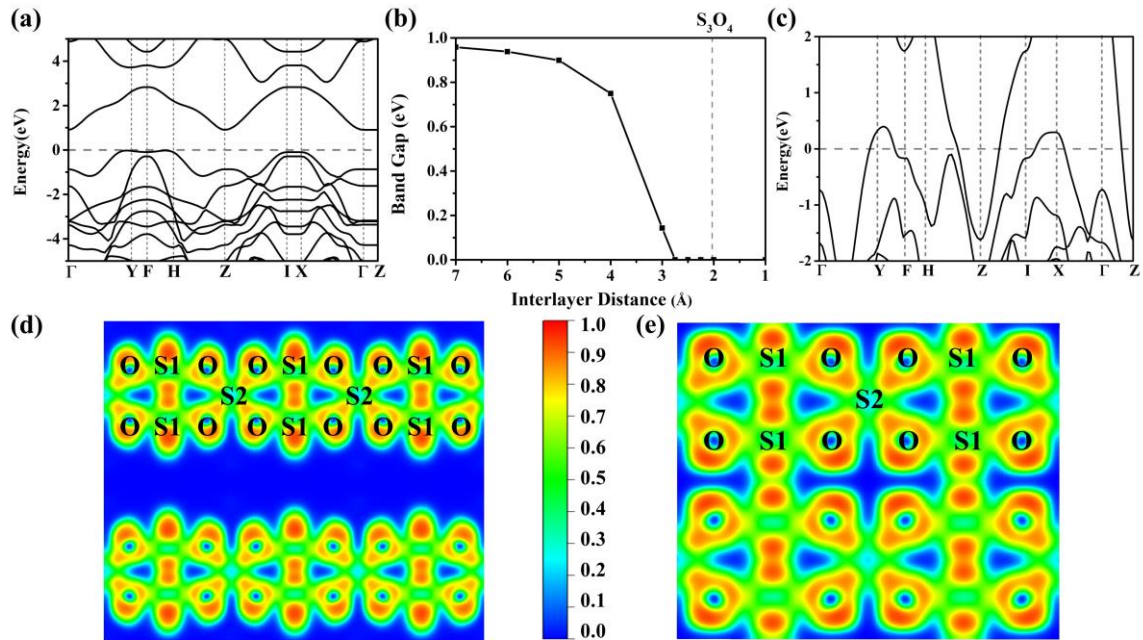 (a)
4
2
0
-2
-4
Energy(eV)
Γ Y F H Z I X Γ Z
(b)
S₃O₄
1.0
0.8
0.6
0.4
0.2
0.0
Band Gap (eV)
7 6 5 4 3 2 1
Interlayer Distance (Å)
(c)
2
1
0
-1
-2
Energy(eV)
Γ Y F H Z I X Γ Z
(d)
O S1 O O S1 O O S1 O
S2 S2
O S1 O O S1 O O S1 O
1.0
0.9
0.8
0.7
0.6
0.5
0.4
0.3
0.2
0.1
0.0
(e)
O S1 O O S1 O
S2
O S1 O O S1 O